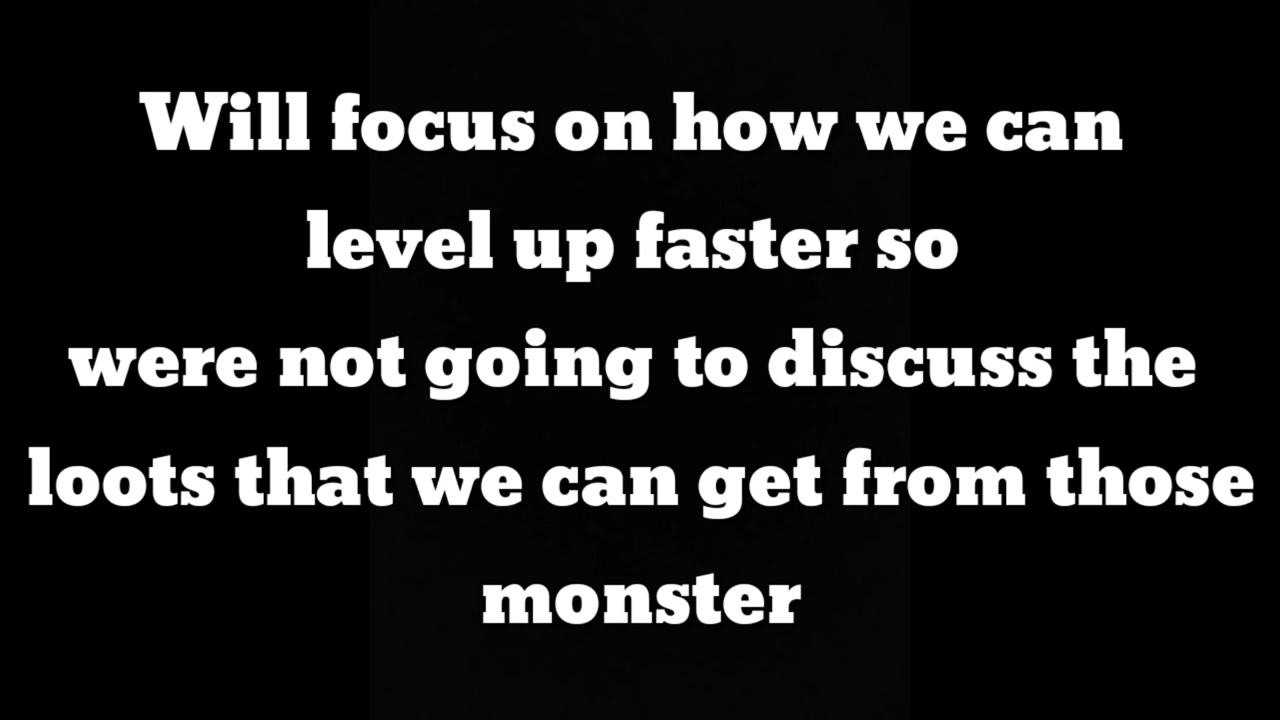 Will focus on how we can
level up faster so
were not going to discuss the
loots that we can get from those
monster